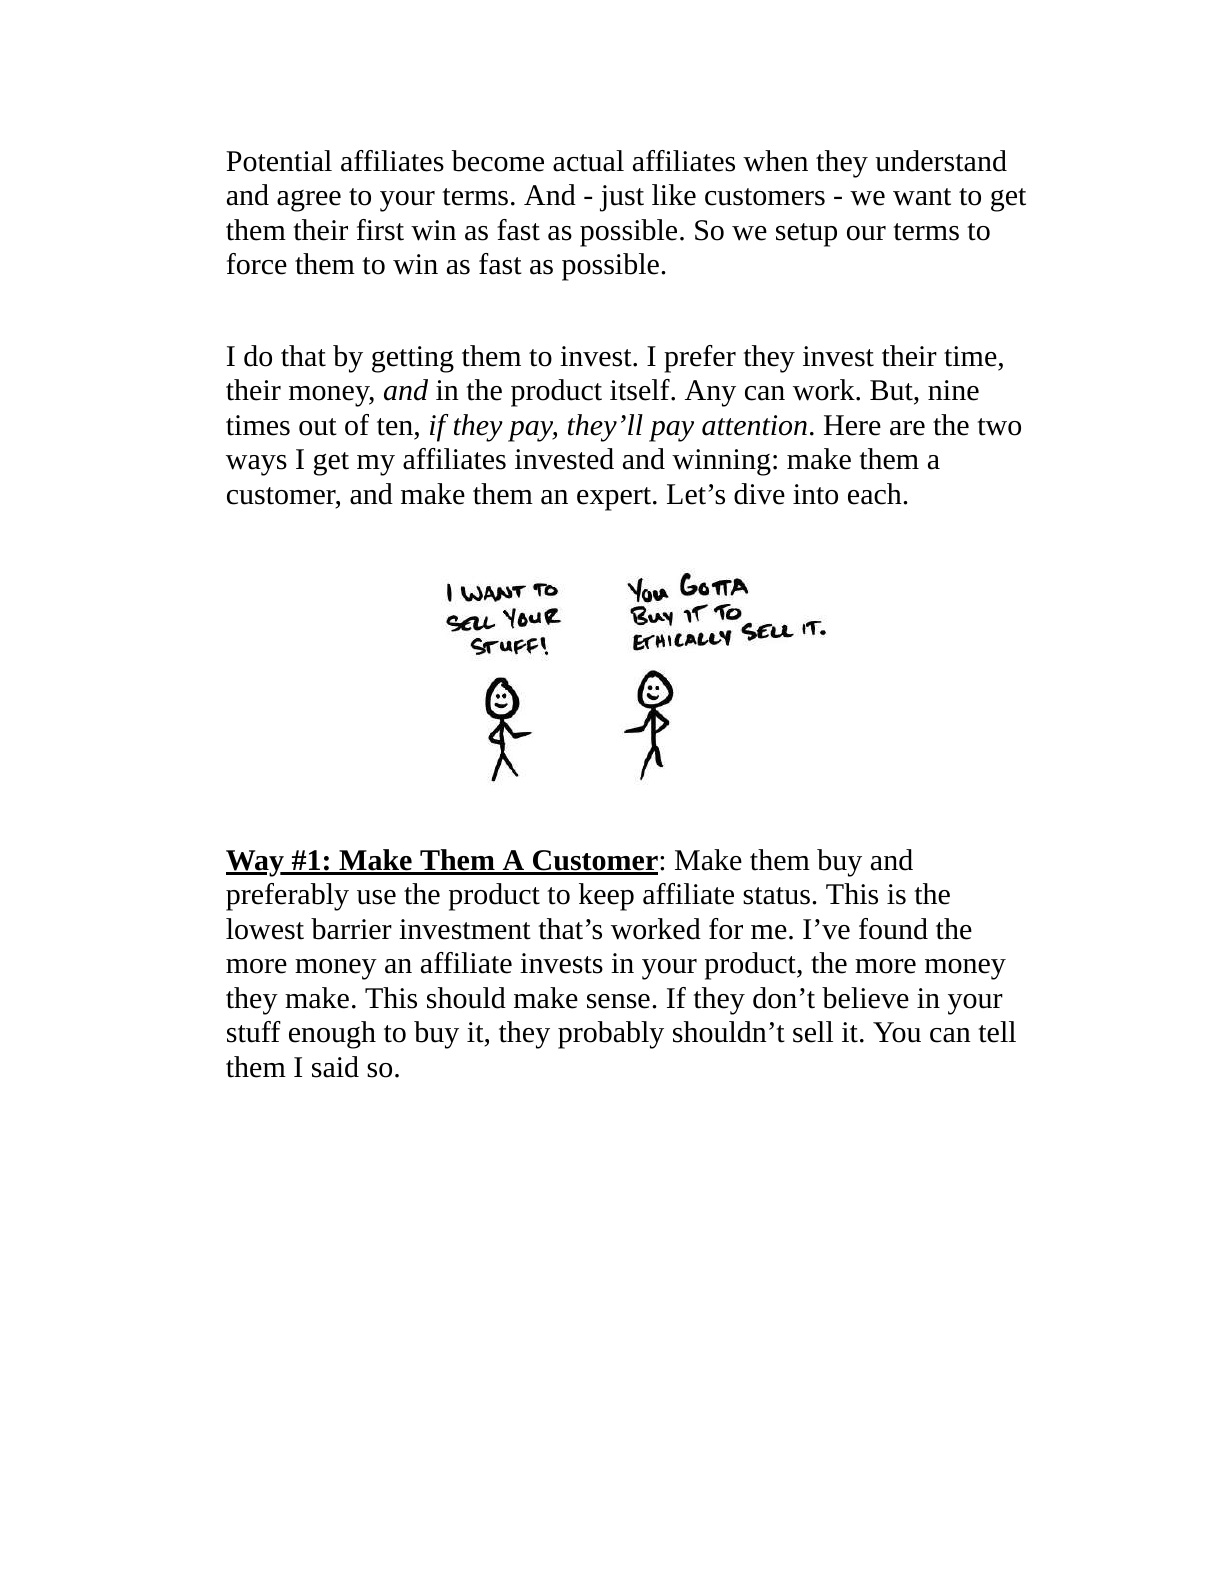 Potential affiliates become actual affiliates when they understand
and agree to your terms. And - just like customers - we want to get
them their first win as fast as possible. So we setup our terms to
force them to win as fast as possible.
I do that by getting them to invest. I prefer they invest their time,
their money, and in the product itself. Any can work. But, nine
times out of ten, if they pay, they’ll pay attention. Here are the two
ways I get my affiliates invested and winning: make them a
customer, and make them an expert. Let’s dive into each.
I WANT TO
SELL YOUR
STUFF!
You GOTTA
Buy IT TO
ETHICALLY SELL IT.
Way #1: Make Them A Customer: Make them buy and
preferably use the product to keep affiliate status. This is the
lowest barrier investment that’s worked for me. I’ve found the
more money an affiliate invests in your product, the more money
they make. This should make sense. If they don’t believe in your
stuff enough to buy it, they probably shouldn’t sell it. You can tell
them I said so.